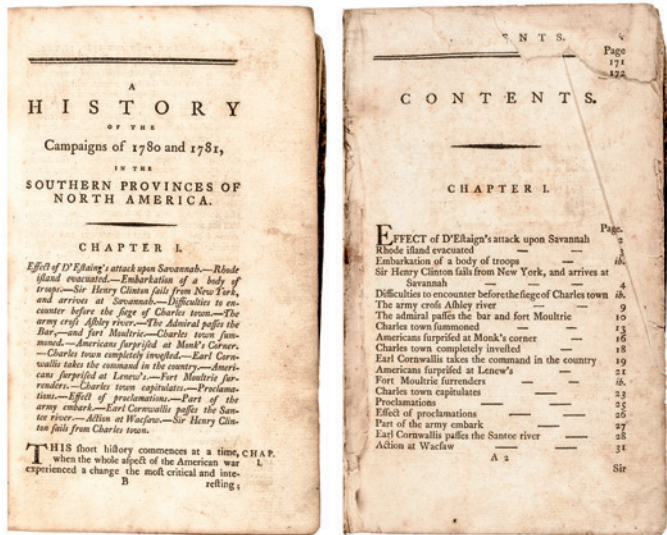 A
HISTORY
OF THE
Campaigns of 1780 and 1781,
IN THE
SOUTHERN PROVINCES OF
NORTH AMERICA.
CHAPTER I.
Effect of D'Eſtaing's attack upon Savannah.—Rhode
iſland evacuated.—Embarkation of a body of
troops.—Sir Henry Clinton ſails from New York,
and arrives at Savannah.—Difficulties to en-
counter before the ſiege of Charles town.—The
army croſs Aſhley river.—The Admiral paſſes the
Bar,—and fort Moultrie.—Charles town ſum-
moned.—Americans ſurpriſed at Monk's Corner.
—Charles town completely inveſted.—Earl Corn-
wallis takes the command in the country.—Ameri-
cans ſurpriſed at Lenew's.—Fort Moultrie ſur-
renders.—Charles town capitulates.—Proclama-
tions.—Effect of proclamations.—Part of the
army embark.—Earl Cornwallis paſſes the San-
tee river.—Action at Wacſaw.—Sir Henry Clin-
ton ſails from Charles town.
THIS ſhort hiſtory commences at a time, CHAP.
when the whole aſpect of the American war I.
experienced a change the moſt critical and inte-
B reſting;
ENTS.
Page
171
172
CONTENTS.
CHAPTER I.
Page.
EFFECT of D'Eſtaign's attack upon Savannah 2
Rhode iſland evacuated — — 3
Embarkation of a body of troops — ib.
Sir Henry Clinton ſails from New York, and arrives at
Savannah — — — 4
Difficulties to encounter before the ſiege of Charles town ib.
The army croſs Aſhley river — — 9
The admiral paſſes the bar and fort Moultrie 10
Charles town ſummoned — — 13
Americans ſurpriſed at Monk's corner — 16
Charles town completely inveſted — 18
Earl Cornwallis takes the command in the country 19
Americans ſurpriſed at Lenew's — 21
Fort Moultrie ſurrenders — — ib.
Charles town capitulates — — 23
Proclamations — — 25
Effect of proclamations — — 26
Part of the army embark — — 27
Earl Cornwallis paſſes the Santee river — 28
Action at Wacſaw — — 31
A 2
Sir